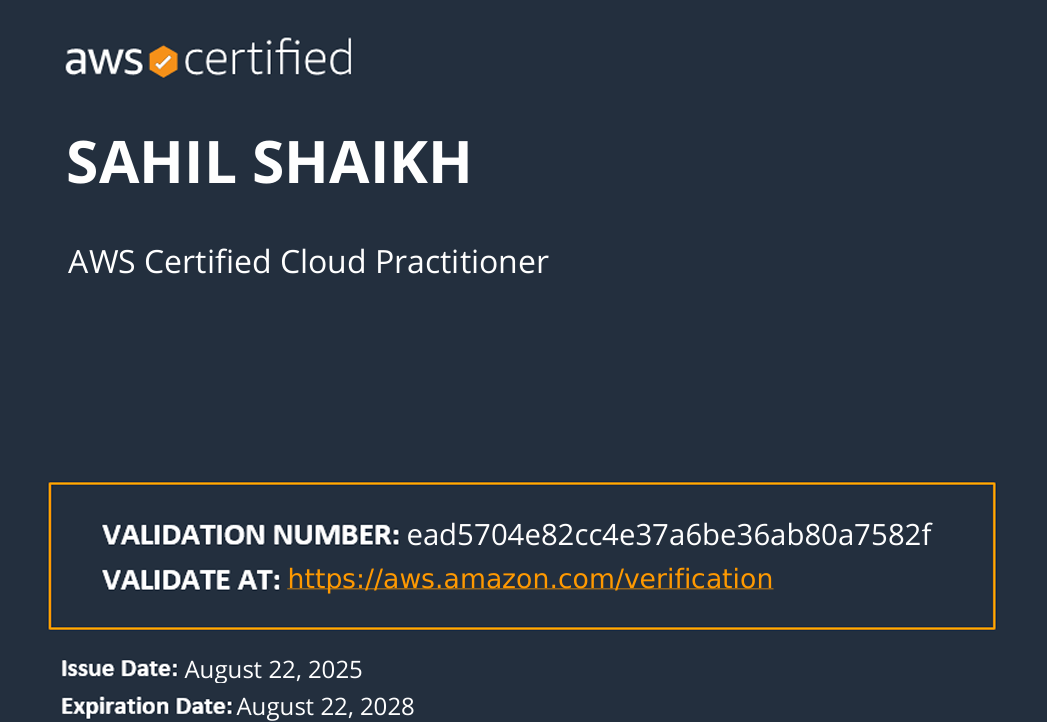 aws certified
SAHIL SHAIKH
AWS Certified Cloud Practitioner
VALIDATION NUMBER: ead5704e82cc4e37a6be36ab80a7582f
VALIDATE AT: https://aws.amazon.com/verification
Issue Date: August 22, 2025
Expiration Date: August 22, 2028